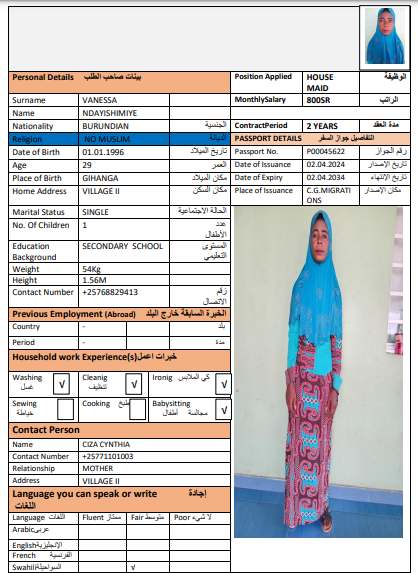 Personal Details بيانات صاحب الطلب
Position Applied HOUSE MAID الوظيفة
Surname VANESSA
MonthlySalary 800SR الراتب
Name NDAYISHIMIYE
Nationality BURUNDIAN الجنسية
ContractPeriod 2 YEARS مدة العقد
Religion NO MUSLIM الديانة
PASSPORT DETAILS التفاصيل جواز السفر
Date of Birth 01.01.1996 تاريخ الميلاد
Passport No. P00045622 رقم الجواز
Age 29 العمر
Date of Issuance 02.04.2024 تاريخ الإصدار
Place of Birth GIHANGA مكان الميلاد
Date of Expiry 02.04.2034 تاريخ الإنتهاء
Home Address VILLAGE II مكان السكن
Place of Issuance C.G.MIGRATI ONS مكان الإصدار
Marital Status SINGLE الحالة الاجتماعية
No. Of Children 1 عدد الأطفال
Education Background SECONDARY SCHOOL المستوى التعليمي
Weight 54Kg
Height 1.56M
Contact Number +25768829413 رقم الاتصال
Previous Employment (Abroad) الخبرة السابقة خارج البلد
Country - بلد
Period - مدة
Household work Experience(s) خبرات اعمل
Washing غسل √ Cleanig تنظيف √ Ironig كي الملابس √
Sewing خياطة Cooking طبخ Babysitting مجالسة أطفال √
Contact Person
Name CIZA CYNTHIA
Contact Number +25771101003
Relationship MOTHER
Address VILLAGE II
Language you can speak or write إجادة اللغات
Language اللغات Fluent ممتاز Fair متوسط Poor لا شيء
Arabic عربي
English الإنجليزية
French الفرنسية
Swahili السواحيلية √